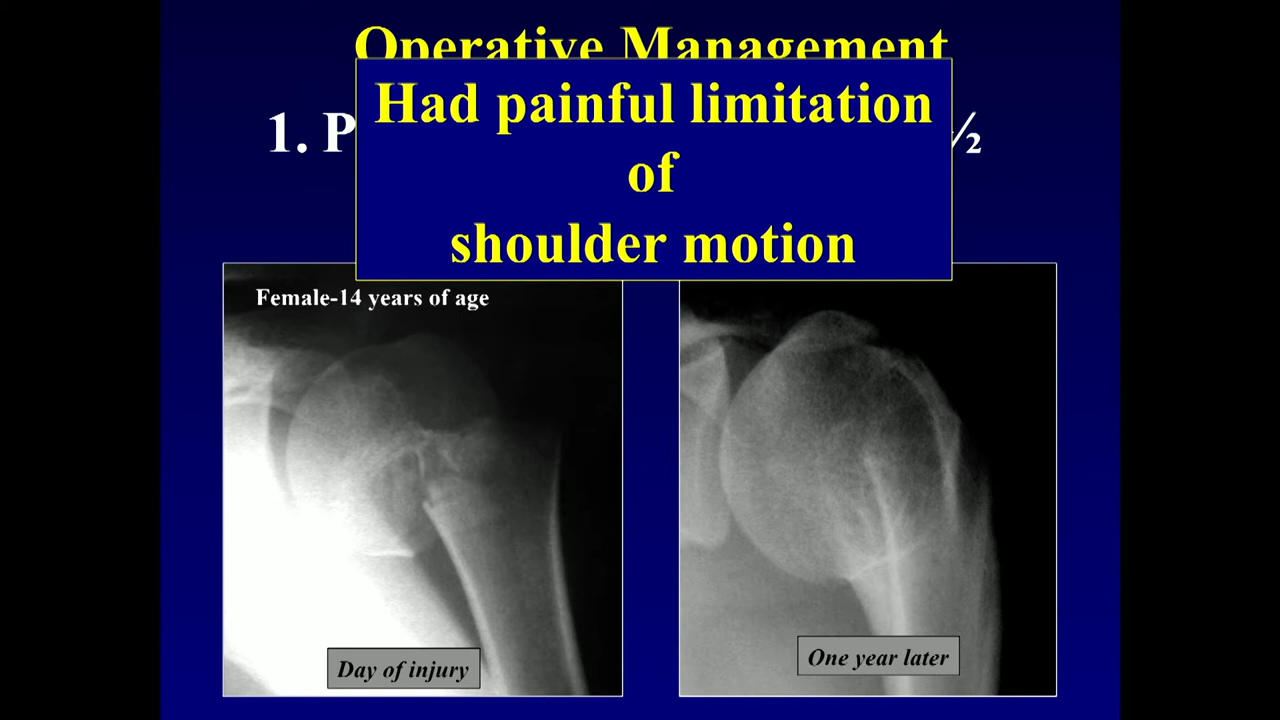 Operative Management
Had painful limitation
1. P ½
of
shoulder motion
Female-14 years of age
Day of injury
One year later